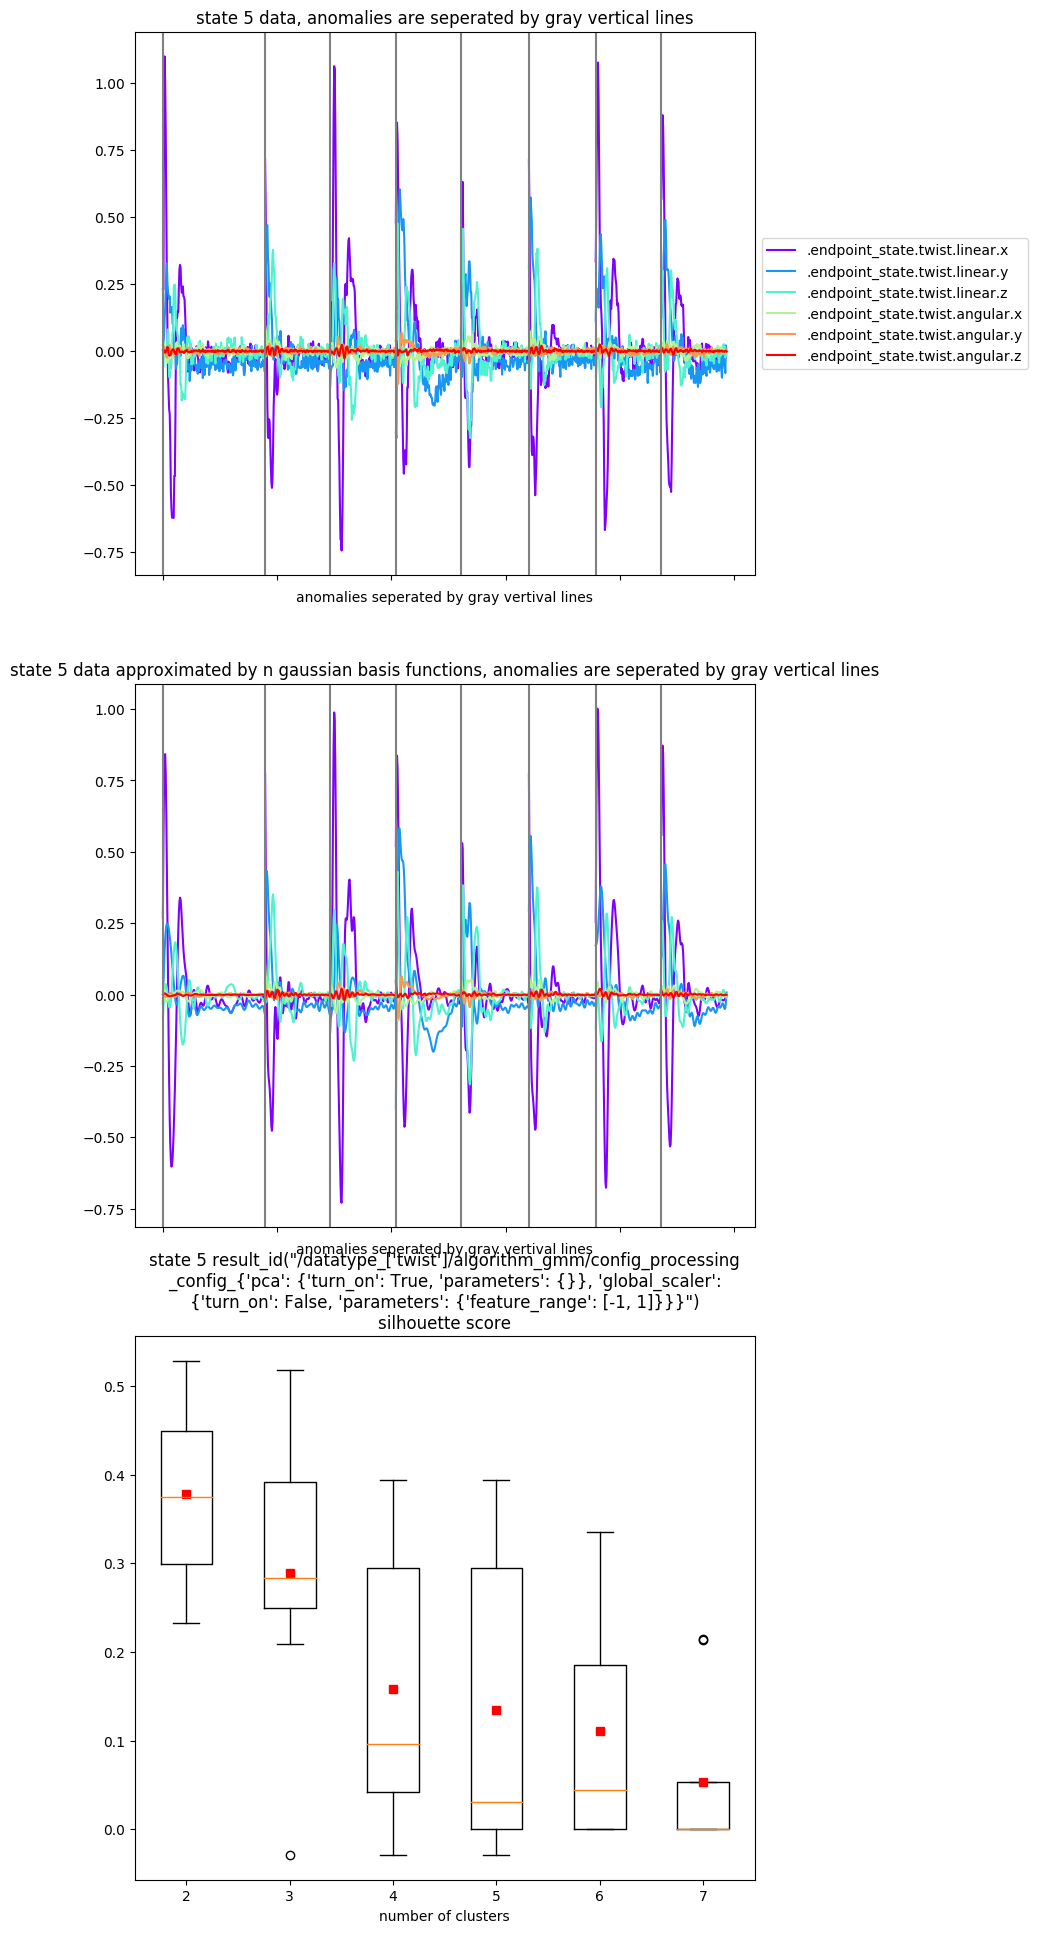 state 5 data, anomalies are seperated by gray vertical lines
1.00
0.75
0.50
0.25
0.00
−0.25
−0.50
−0.75
.endpoint_state.twist.linear.x
.endpoint_state.twist.linear.y
.endpoint_state.twist.linear.z
.endpoint_state.twist.angular.x
.endpoint_state.twist.angular.y
.endpoint_state.twist.angular.z
anomalies seperated by gray vertival lines
state 5 data approximated by n gaussian basis functions, anomalies are seperated by gray vertical lines
1.00
0.75
0.50
0.25
0.00
−0.25
−0.50
−0.75
anomalies seperated by gray vertival lines
state 5 result_id("/datatype_['twist']/algorithm_gmm/config_processing
_config_{'pca': {'turn_on': True, 'parameters': {}}, 'global_scaler':
{'turn_on': False, 'parameters': {'feature_range': [-1, 1]}}}")
silhouette score
0.5
0.4
0.3
0.2
0.1
0.0
2 3 4 5 6 7
number of clusters